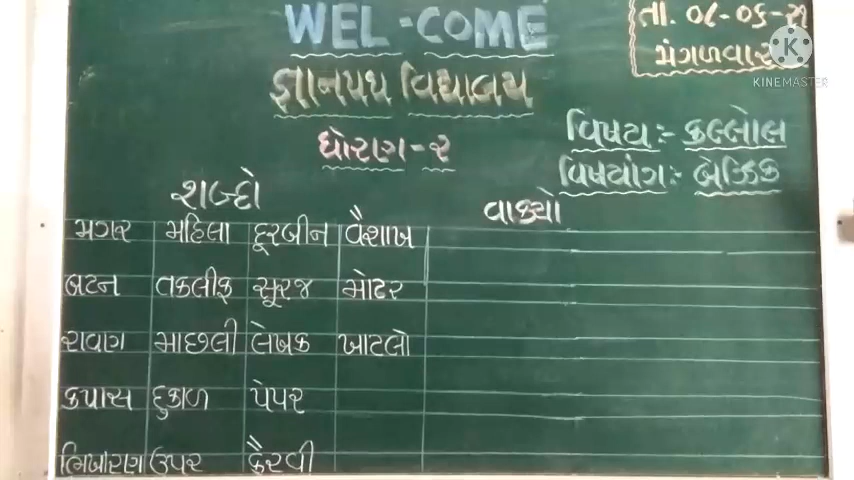 WEL-COME
તા. ૦૮-૦૬-૨૧
મંગળવાર
KINEMASTER
જ્ઞાનપથ વિદ્યાલય
ધોરણ-૨
વિષય:- કલ્લોલ
વિષયાંગ:- બેઝિક
શબ્દો
વાક્યો
મગર મહિલા દૂરબીન વૈશાખ
બટન તકલીફ સૂરજ મોટર
રાવણ માછલી લેખક ખાટલો
કપાસ દુકાળ પેપર
ભિખારણ ઉપર કૈરવી